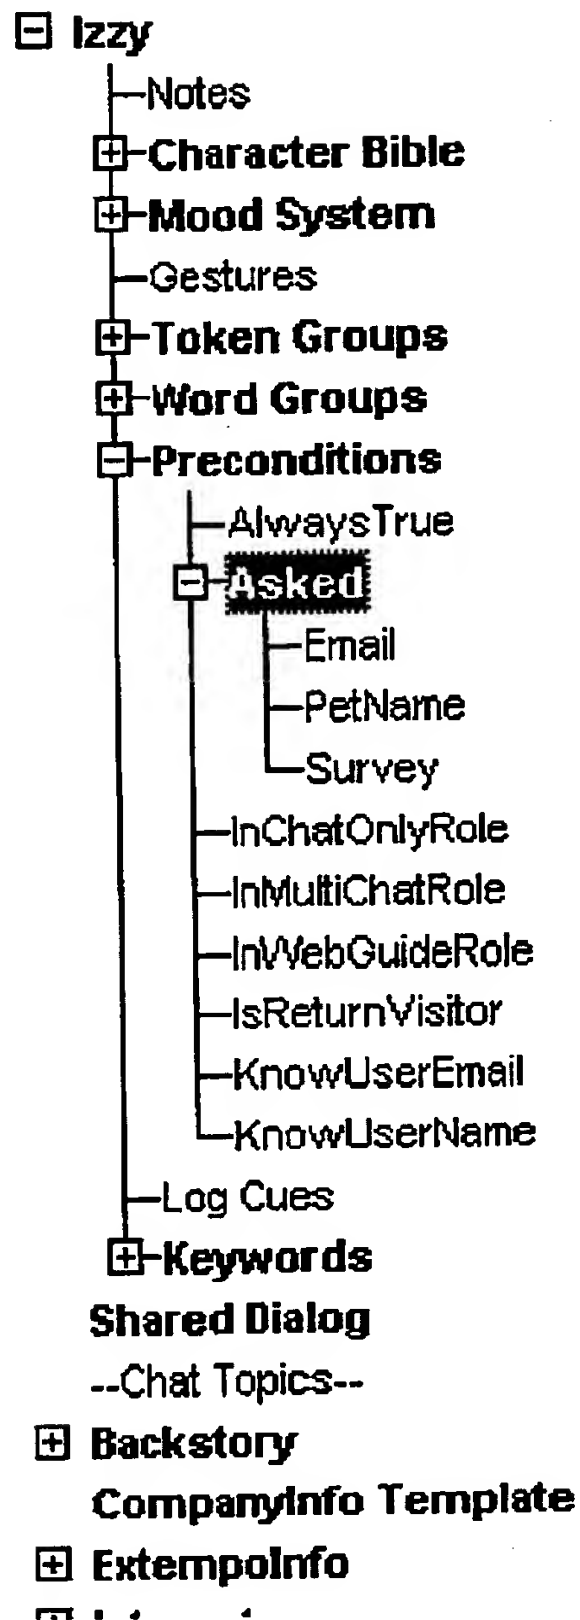 Izzy
Notes
Character Bible
Mood System
Gestures
Token Groups
Word Groups
Preconditions
AlwaysTrue
Asked
Email
PetName
Survey
InChatOnlyRole
InMultiChatRole
InWebGuideRole
IsReturnVisitor
KnowUserEmail
KnowUserName
Log Cues
Keywords
Shared Dialog
--Chat Topics--
Backstory
CompanyInfo Template
ExtempoInfo